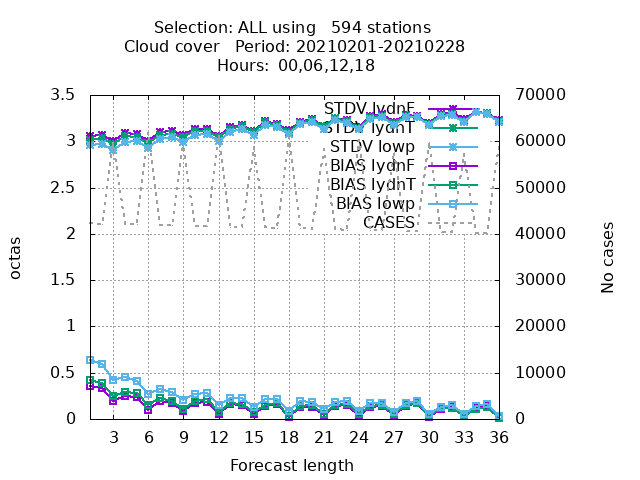 Selection: ALL using   594 stations
Cloud cover   Period: 20210201-20210228
Hours:  00,06,12,18
3.5
3
2.5
2
1.5
1
0.5
0
70000
60000
50000
40000
30000
20000
10000
0
octas
No cases
STDV lydnF
STDV lydnT
STDV lowp
BIAS lydnF
BIAS lydnT
BIAS lowp
CASES
3 6 9 12 15 18 21 24 27 30 33 36
Forecast length